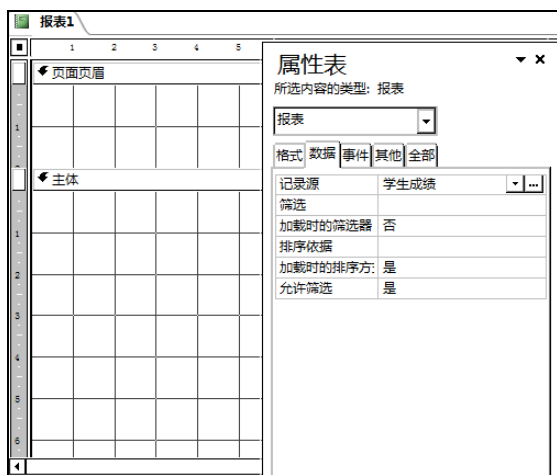 报表1
1 2 3 4 5
页面页眉
1
主体
1
2
3
4
5
6
属性表
所选内容的类型: 报表
报表
格式 数据 事件 其他 全部
记录源 学生成绩
筛选
加载时的筛选器 否
排序依据
加载时的排序方 是
允许筛选 是